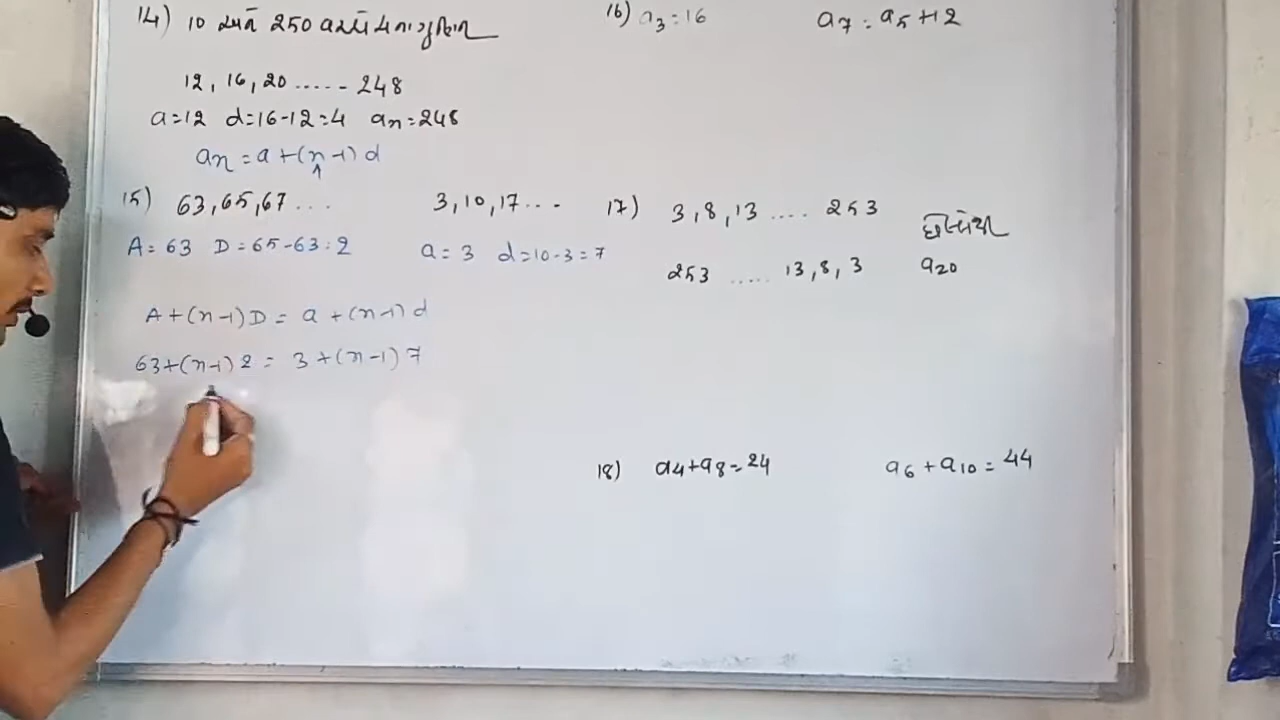 14) 10 અને 250 વચ્ચે 4 ના ગુણિત
12, 16, 20 ..... 248
a=12 d=16-12=4 an=248
an = a+(n-1) d
15) 63, 65, 67 ... 3, 10, 17 ...
A = 63 D = 65-63 = 2 a = 3 d=10-3 = 7
A+(n-1)D = a+(n-1)d
63+(n-1)2 = 3+(n-1)7
16) a3=16 a7 = a5+12
17) 3, 8, 13 .... 253
253 ..... 13, 8, 3 a20
18) a4+a8=24 a6+a10=44